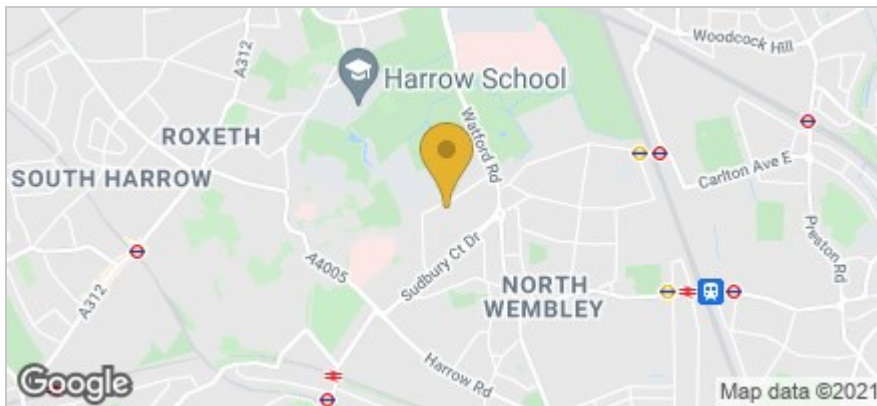 Woodcock Hill
A312
Harrow School
Watford Rd
ROXETH
SOUTH HARROW
Carlton Ave E
Preston Rd
A4005
Sudbury Ct Dr
NORTH
WEMBLEY
A312
Harrow Rd
Google
Map data ©2021